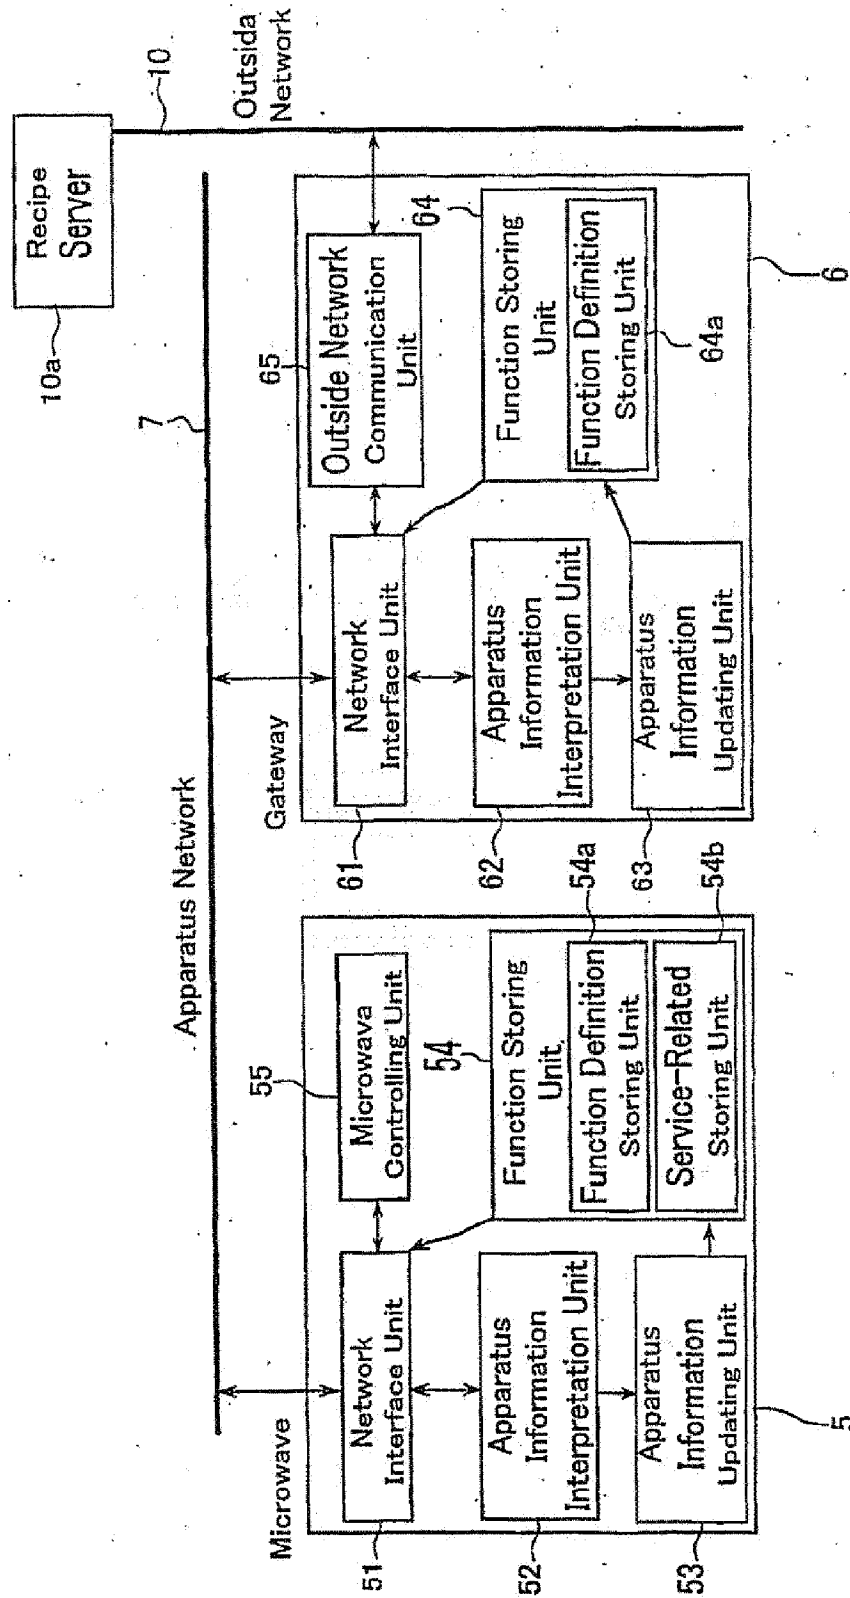 Recipe
Server
10a
10
Outsida
Network
7
Apparatus Network
Microwave
Gateway
55
Microwava
Controlling Unit
Network
Interface Unit
51
54
Function Storing
Unit
Function Definition
Storing Unit
54a
Service-Related
Storing Unit
54b
Apparatus
Information
Interpretation Unit
52
Apparatus
Information
Updating Unit
53
5
65
Outside Network
Communication
Unit
Network
Interface Unit
61
64
Function Storing
Unit
Function Definition
Storing Unit
64a
Apparatus
Information
Interpretation Unit
62
Apparatus
Information
Updating Unit
63
6